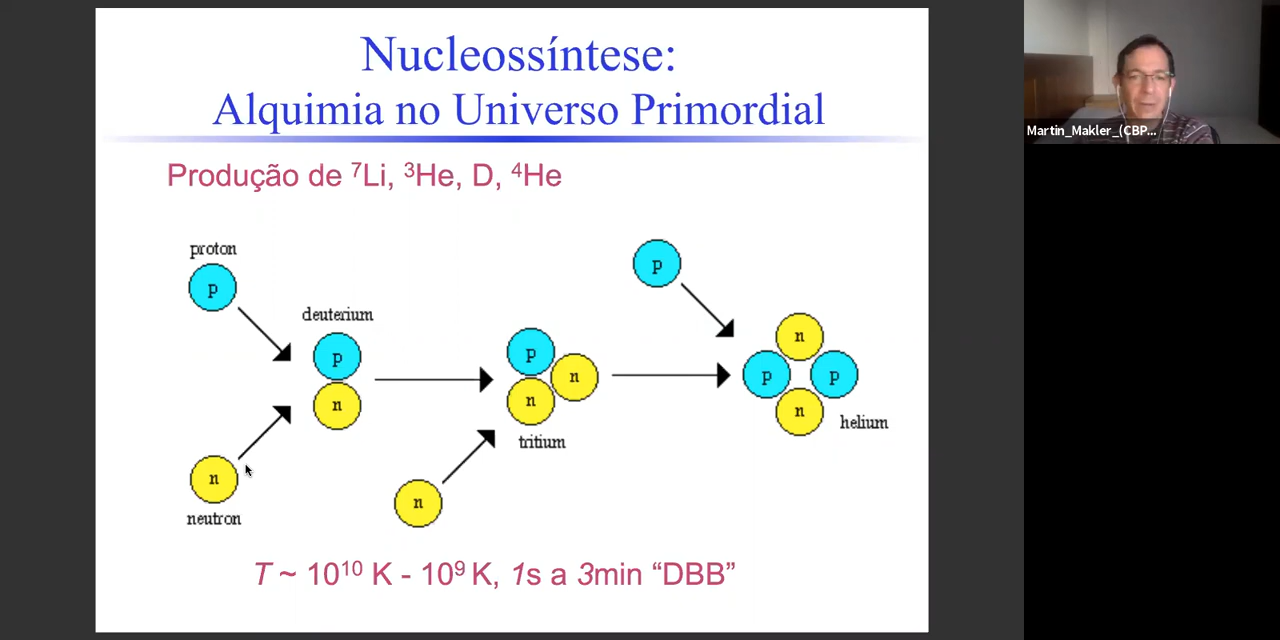 Nucleossíntese:
Alquimia no Universo Primordial
Produção de ⁷Li, ³He, D, ⁴He
proton
p
deuterium
p
n
n
neutron
p
n
n
tritium
n
p
n
p
p
n
helium
T ~ 10¹⁰ K - 10⁹ K, 1s a 3min “DBB”
Martin_Makler_(CBP...